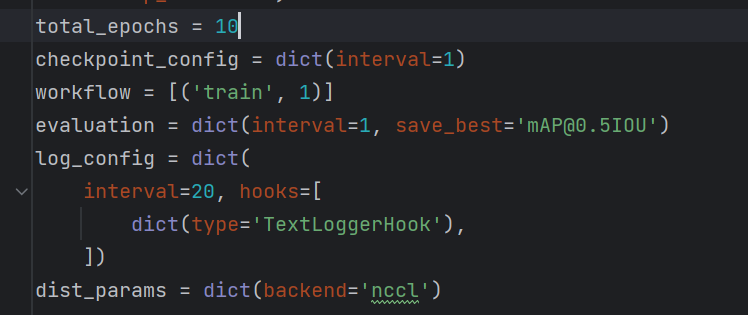 total_epochs = 10
checkpoint_config = dict(interval=1)
workflow = [('train', 1)]
evaluation = dict(interval=1, save_best='mAP@0.5IOU')
log_config = dict(
    interval=20, hooks=[
        dict(type='TextLoggerHook'),
    ])
dist_params = dict(backend='nccl')